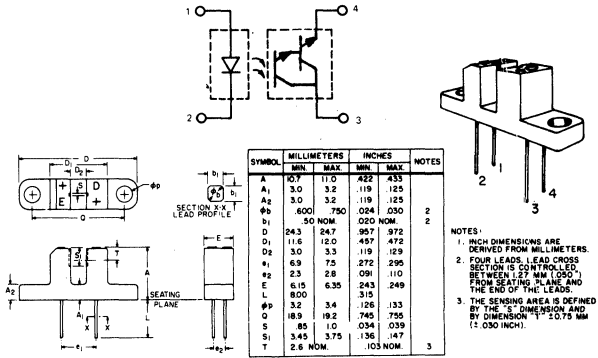 1
4
2
3
D
D1
D2
+ S D
E +
φp
Q
b1
φb
b1
SECTION X-X
LEAD PROFILE
2
1
3
4
S1
T
A
A2
SEATING
PLANE
A1
L
X X
e1
E
e2
SYMBOL MILLIMETERS INCHES NOTES
MIN. MAX. MIN. MAX.
A 10.7 11.0 .422 .433
A1 3.0 3.2 .119 .125
A2 3.0 3.2 .119 .125
φb .600 .750 .024 .030 2
b1 .50 NOM. .020 NOM. 2
D 24.3 24.7 .957 .972
D1 11.6 12.0 .457 .472
D2 3.0 3.3 .119 .129
e1 6.9 7.5 .272 .295
e2 2.3 2.8 .091 .110
E 6.15 6.35 .243 .249
L 8.00 .315
φp 3.2 3.4 .126 .133
Q 18.9 19.2 .745 .755
S .85 1.0 .034 .039
S1 3.45 3.75 .136 .147
T 2.6 NOM. .103 NOM. 3
NOTES:
1. INCH DIMENSIONS ARE
DERIVED FROM MILLIMETERS.
2. FOUR LEADS. LEAD CROSS
SECTION IS CONTROLLED
BETWEEN 1.27 MM (.050")
FROM SEATING PLANE AND
THE END OF THE LEADS.
3. THE SENSING AREA IS DEFINED
BY THE "S" DIMENSION AND
BY DIMENSION "T" ±0.75 MM
(±.030 INCH).